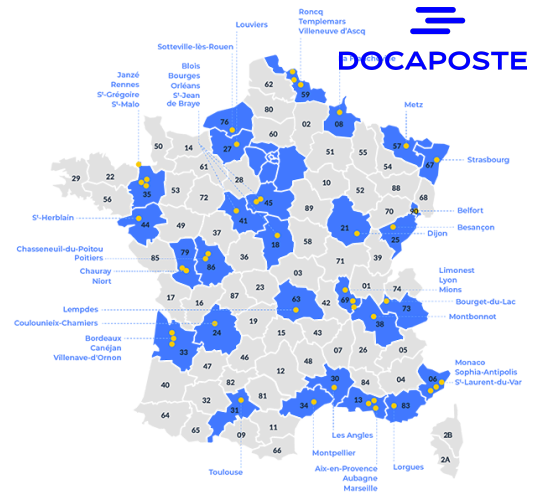 DOCAPOSTE
Roncq
Templemars
Villeneuve d'Ascq
Louviers
Sotteville-lès-Rouen
Blois
Bourges
Orléans
Sᵗ-Jean
de Braye
Janzé
Rennes
Sᵗ-Grégoire
Sᵗ-Malo
Metz
Strasbourg
Belfort
Besançon
Dijon
Sᵗ-Herblain
Chasseneuil-du-Poitou
Poitiers
Chauray
Niort
Limonest
Lyon
Mions
Bourget-du-Lac
Montbonnot
Lempdes
Coulounieix-Chamiers
Bordeaux
Canéjan
Villenave-d'Ornon
Monaco
Sophia-Antipolis
Sᵗ-Laurent-du-Var
Les Angles
Montpellier
Aix-en-Provence
Aubagne
Marseille
Lorgues
Toulouse
62
59
80
76
02
08
60
27
50
14
61
28
51
55
57
54
67
29
22
56
35
53
72
10
52
88
68
45
41
89
70
90
44
49
37
18
21
25
85
79
86
36
58
71
39
03
17
16
87
23
63
42
69
01
74
73
38
24
19
15
43
33
07
26
05
47
46
12
48
40
82
30
84
04
06
32
81
34
13
83
64
31
65
09
11
66
2B
2A